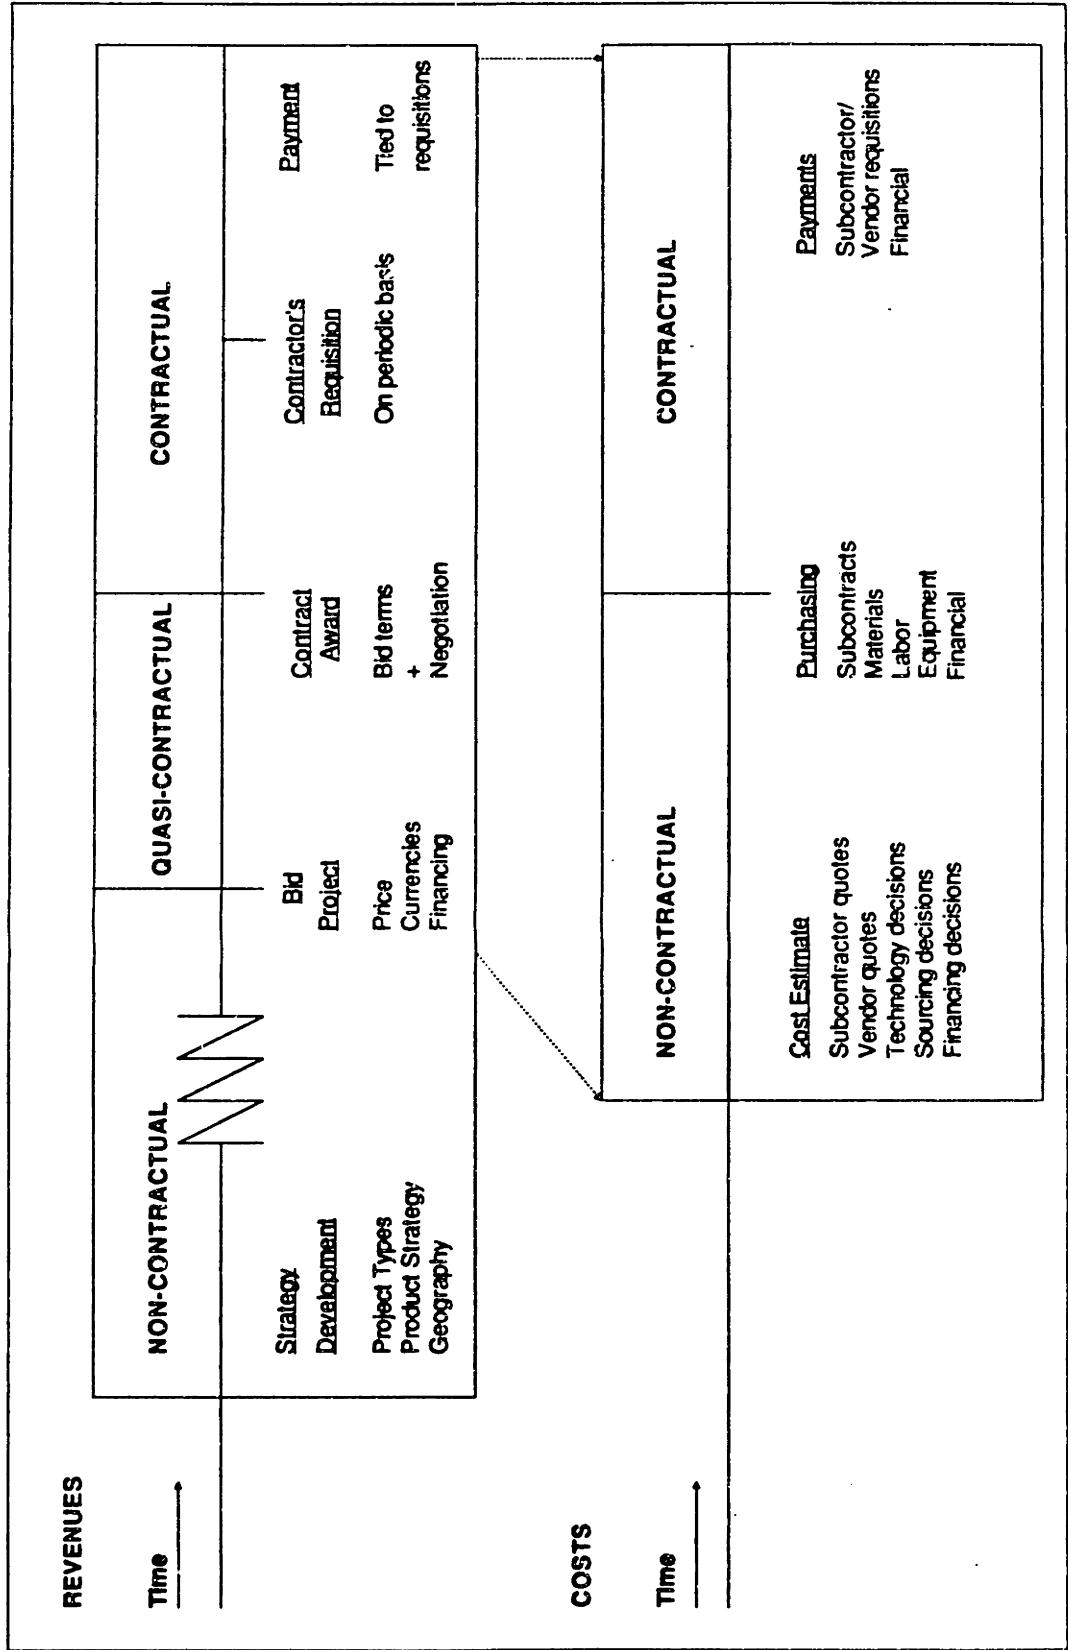 REVENUES
Time
NON-CONTRACTUAL
QUASI-CONTRACTUAL
CONTRACTUAL
Strategy
Development
Project Types
Product Strategy
Geography
Bid
Project
Price
Currencies
Financing
Contract
Award
Bid terms
+
Negotiation
Contractor's
Requisition
On periodic basis
Payment
Tied to
requisitions
COSTS
Time
NON-CONTRACTUAL
CONTRACTUAL
Cost Estimate
Subcontractor quotes
Vendor quotes
Technology decisions
Sourcing decisions
Financing decisions
Purchasing
Subcontracts
Materials
Labor
Equipment
Financial
Payments
Subcontractor/
Vendor requisitions
Financial